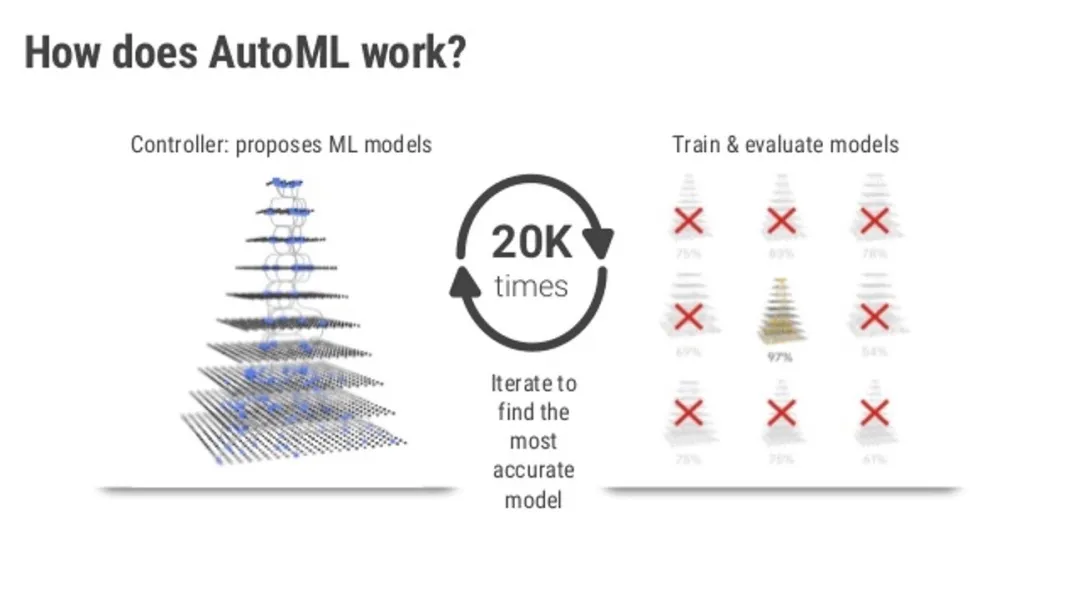 How does AutoML work?
Controller: proposes ML models
20K
times
Iterate to
find the
most
accurate
model
Train & evaluate models
75% 83% 78%
69% 97% 54%
75% 61%